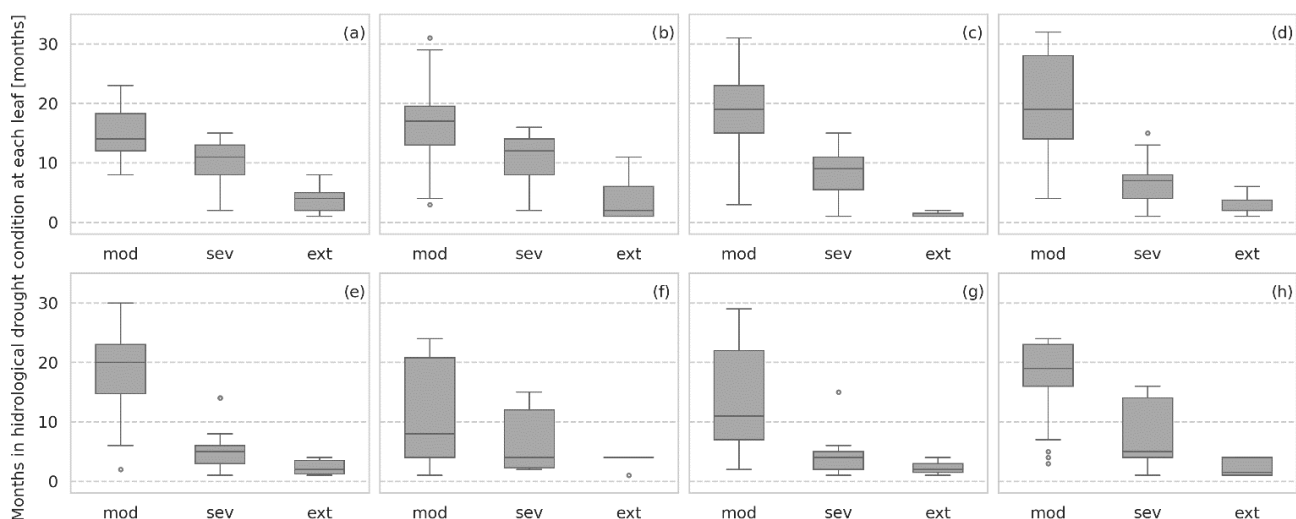 Months in hidrological drought condition at each leaf [months]
(a) (b) (c) (d)
30
20
10
0
mod sev ext mod sev ext mod sev ext mod sev ext
(e) (f) (g) (h)
30
20
10
0
mod sev ext mod sev ext mod sev ext mod sev ext